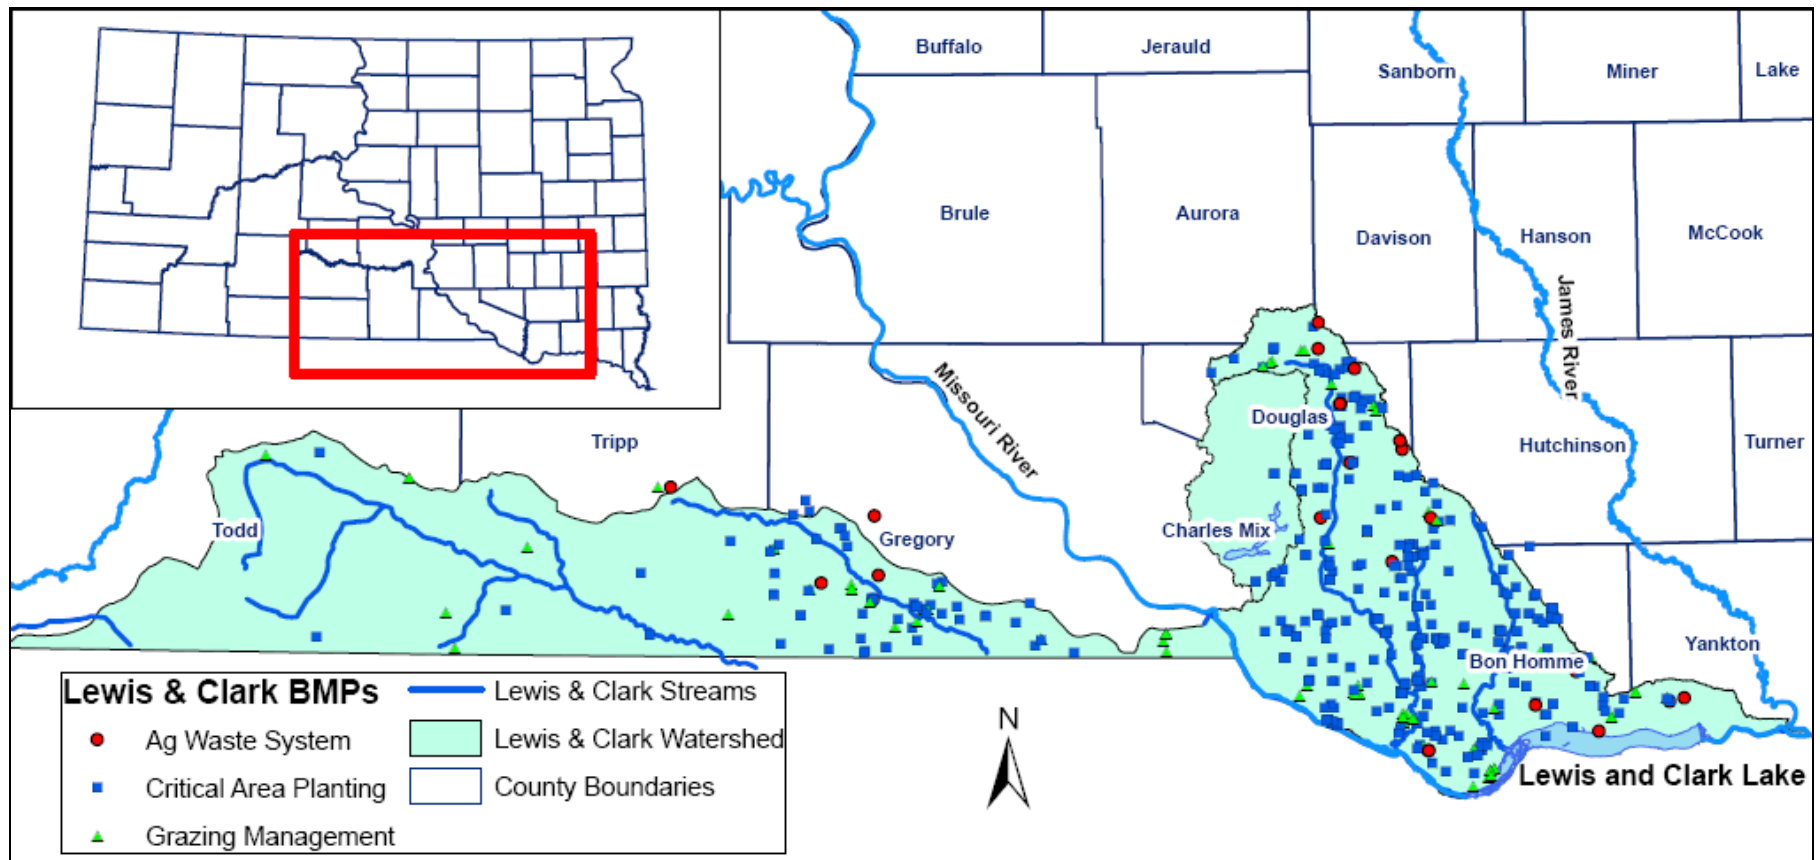 Buffalo
Jerauld
Sanborn
Miner
Lake
Brule
Aurora
Davison
Hanson
McCook
James River
Missouri River
Douglas
Tripp
Hutchinson
Turner
Todd
Gregory
Charles Mix
Yankton
Bon Homme
Lewis and Clark Lake
N
Lewis & Clark BMPs
Ag Waste System
Critical Area Planting
Grazing Management
Lewis & Clark Streams
Lewis & Clark Watershed
County Boundaries